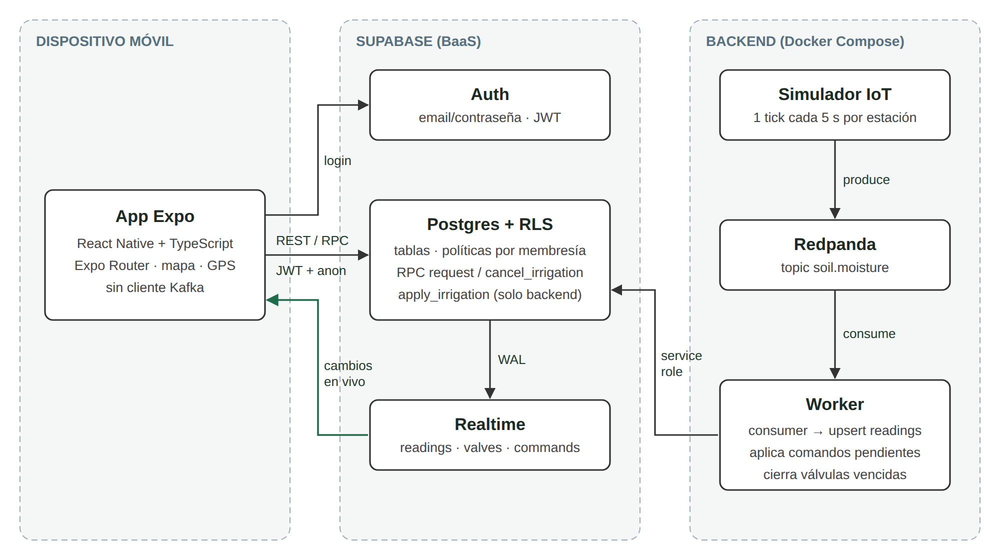 DISPOSITIVO MÓVIL
App Expo
React Native + TypeScript
Expo Router · mapa · GPS
sin cliente Kafka
login
REST / RPC
JWT + anon
cambios
en vivo
SUPABASE (BaaS)
Auth
email/contraseña · JWT
Postgres + RLS
tablas · políticas por membresía
RPC request / cancel_irrigation
apply_irrigation (solo backend)
WAL
Realtime
readings · valves · commands
service
role
BACKEND (Docker Compose)
Simulador IoT
1 tick cada 5 s por estación
produce
Redpanda
topic soil.moisture
consume
Worker
consumer → upsert readings
aplica comandos pendientes
cierra válvulas vencidas